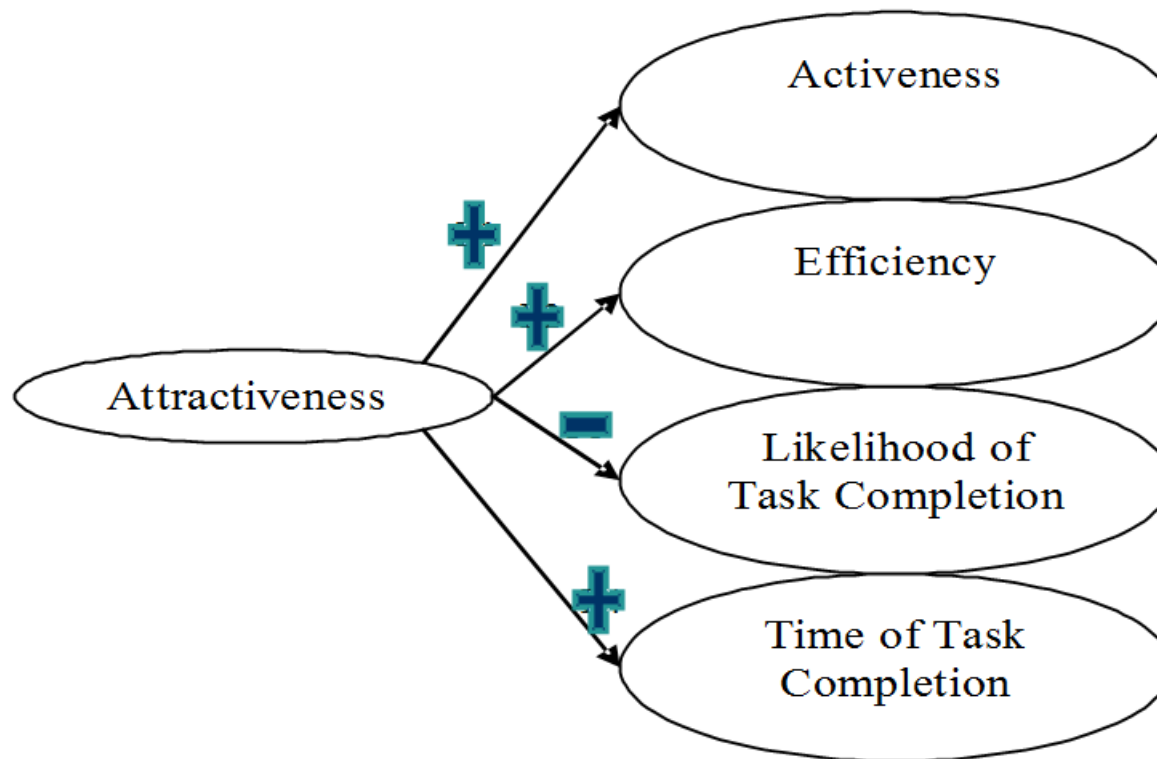 Activeness
Efficiency
Attractiveness
Likelihood of
Task Completion
Time of Task
Completion